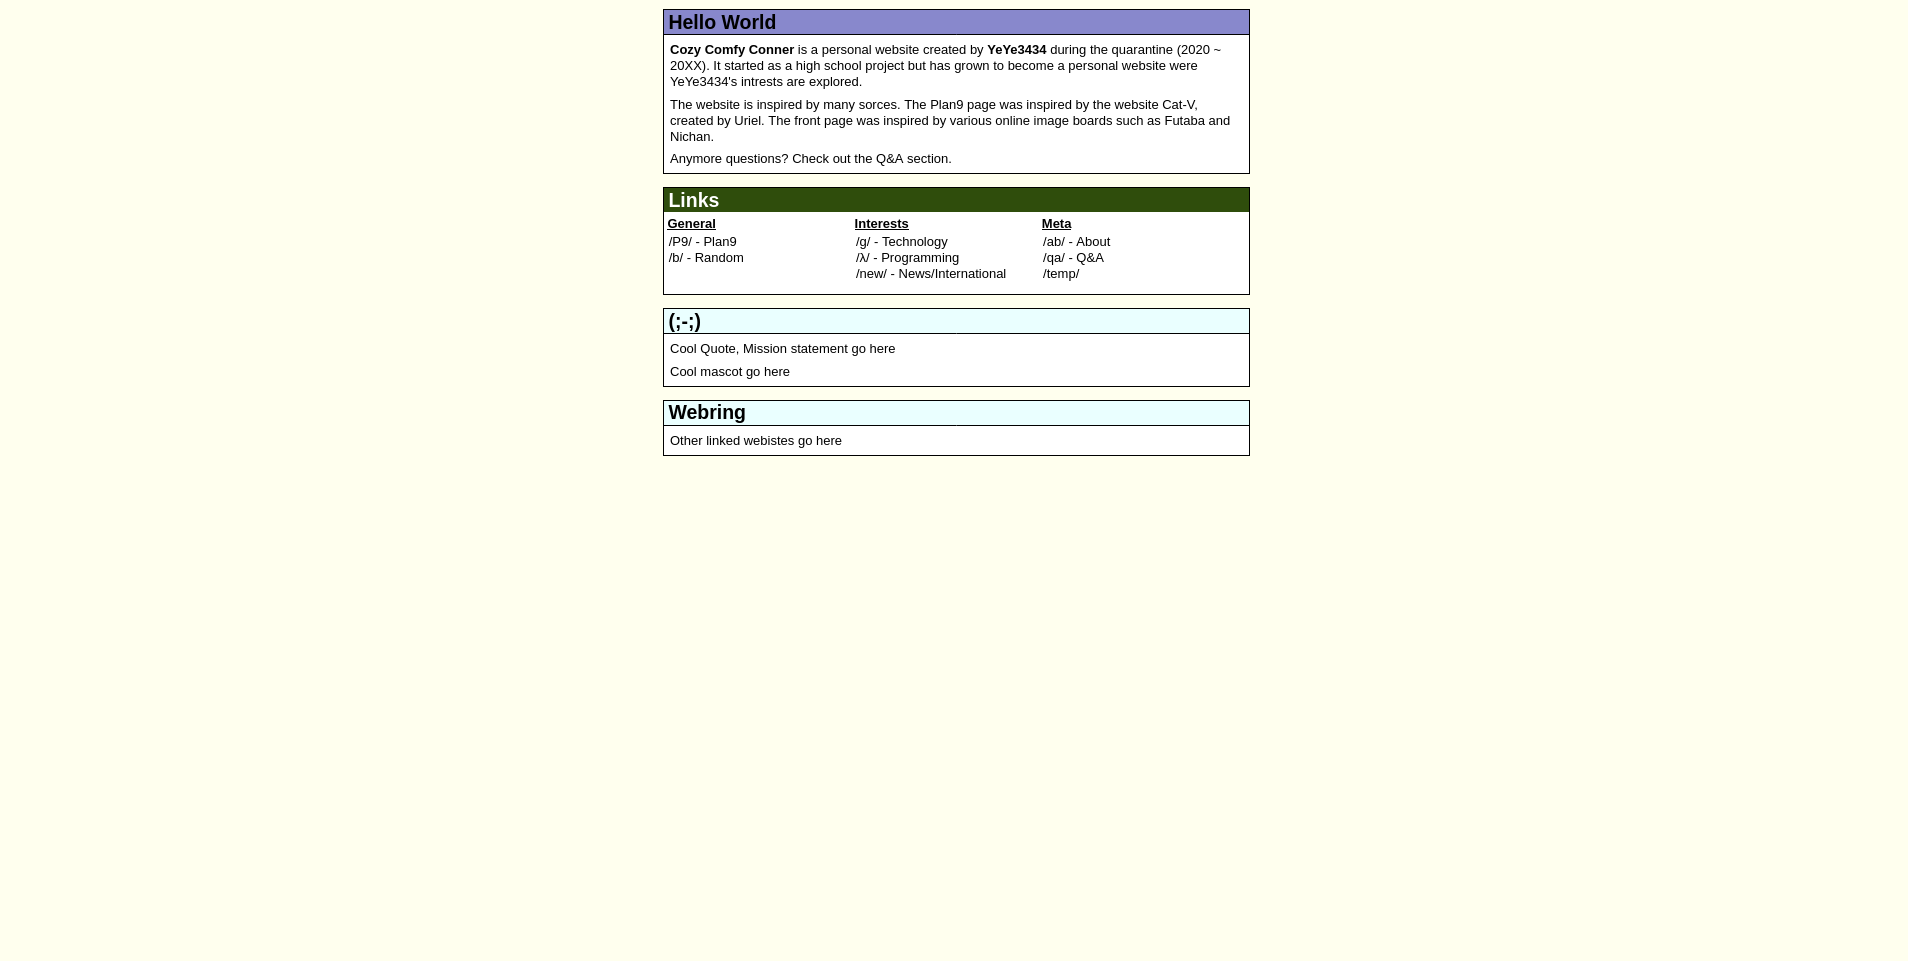 Hello World
Cozy Comfy Conner is a personal website created by YeYe3434 during the quarantine (2020 ~
20XX). It started as a high school project but has grown to become a personal website were
YeYe3434's intrests are explored.
The website is inspired by many sorces. The Plan9 page was inspired by the website Cat-V,
created by Uriel. The front page was inspired by various online image boards such as Futaba and
Nichan.
Anymore questions? Check out the Q&A section.
Links
General
/P9/ - Plan9
/b/ - Random
Interests
/g/ - Technology
/λ/ - Programming
/new/ - News/International
Meta
/ab/ - About
/qa/ - Q&A
/temp/
(;-;)
Cool Quote, Mission statement go here
Cool mascot go here
Webring
Other linked webistes go here